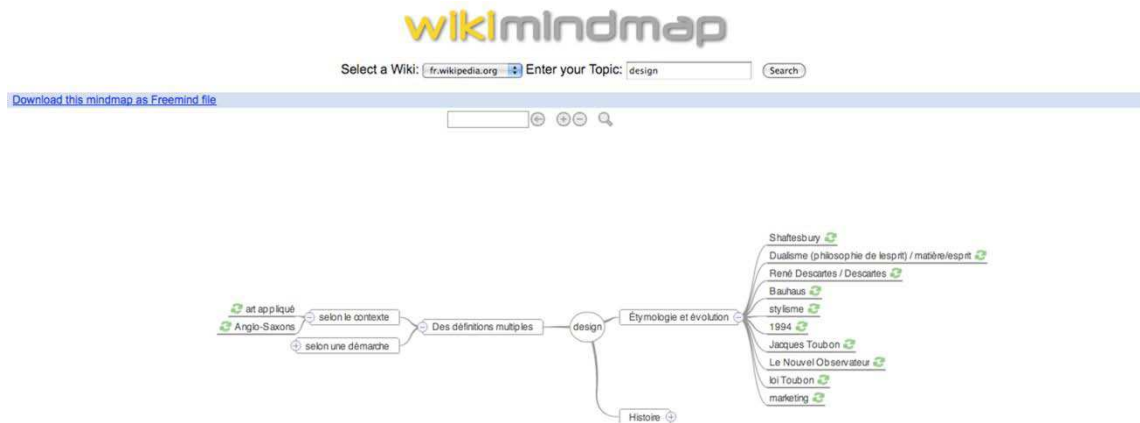 wikimindmap
Select a Wiki: fr.wikipedia.org Enter your Topic: design Search
Download this mindmap as Freemind file
Shaftesbury
Dualisme (philosophie de lesprit) / matière/esprit
René Descartes / Descartes
Bauhaus
stylisme
1994
Jacques Toubon
Le Nouvel Observateur
loi Toubon
marketing
Étymologie et évolution
design
Des définitions multiples
selon le contexte
art appliqué
Anglo-Saxons
selon une démarche
Histoire